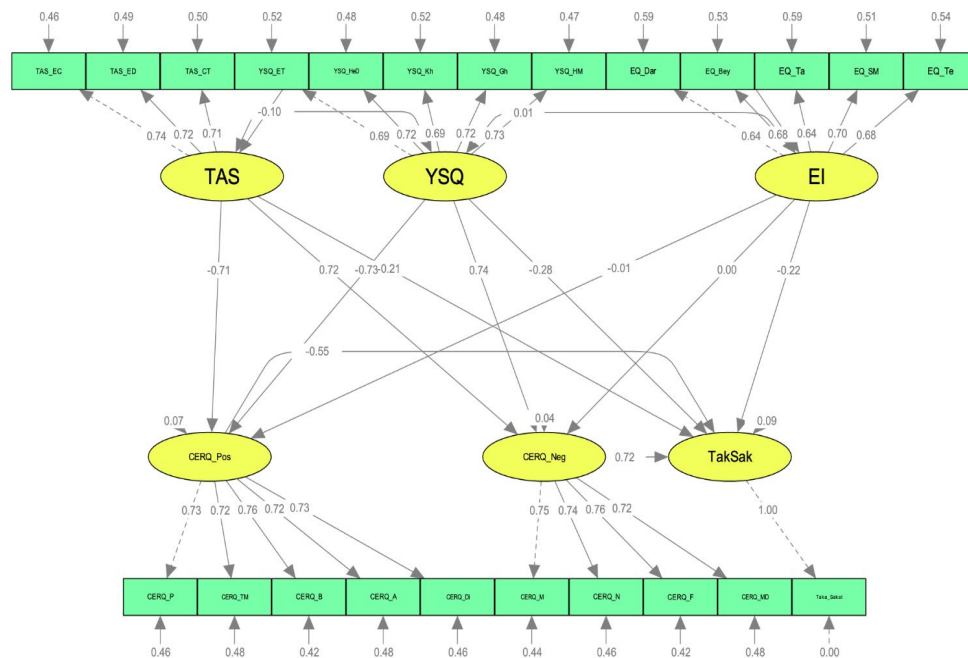 0.46 0.49 0.50 0.52 0.48 0.52 0.48 0.47 0.59 0.53 0.59 0.51 0.54
TAS_EC TAS_ED TAS_CT YSQ_ET YSQ_HeD YSQ_Kh YSQ_Gh YSQ_HM EQ_Dar EQ_Bey EQ_Ta EQ_SM EQ_Te
-0.10 0.01
0.74 0.72 0.71 0.69 0.72 0.69 0.72 0.73 0.64 0.68 0.64 0.70 0.68
TAS YSQ EI
-0.71 0.72 -0.73 -0.21 0.74 -0.28 -0.01 0.00 -0.22
-0.55
0.07 0.04 0.09
CERQ_Pos CERQ_Neg 0.72 TakSak
0.73 0.72 0.76 0.72 0.73 0.75 0.74 0.76 0.72 1.00
CERQ_P CERQ_TM CERQ_B CERQ_A CERQ_DI CERQ_M CERQ_N CERQ_F CERQ_MD
0.46 0.48 0.42 0.48 0.46 0.44 0.46 0.42 0.48 0.00